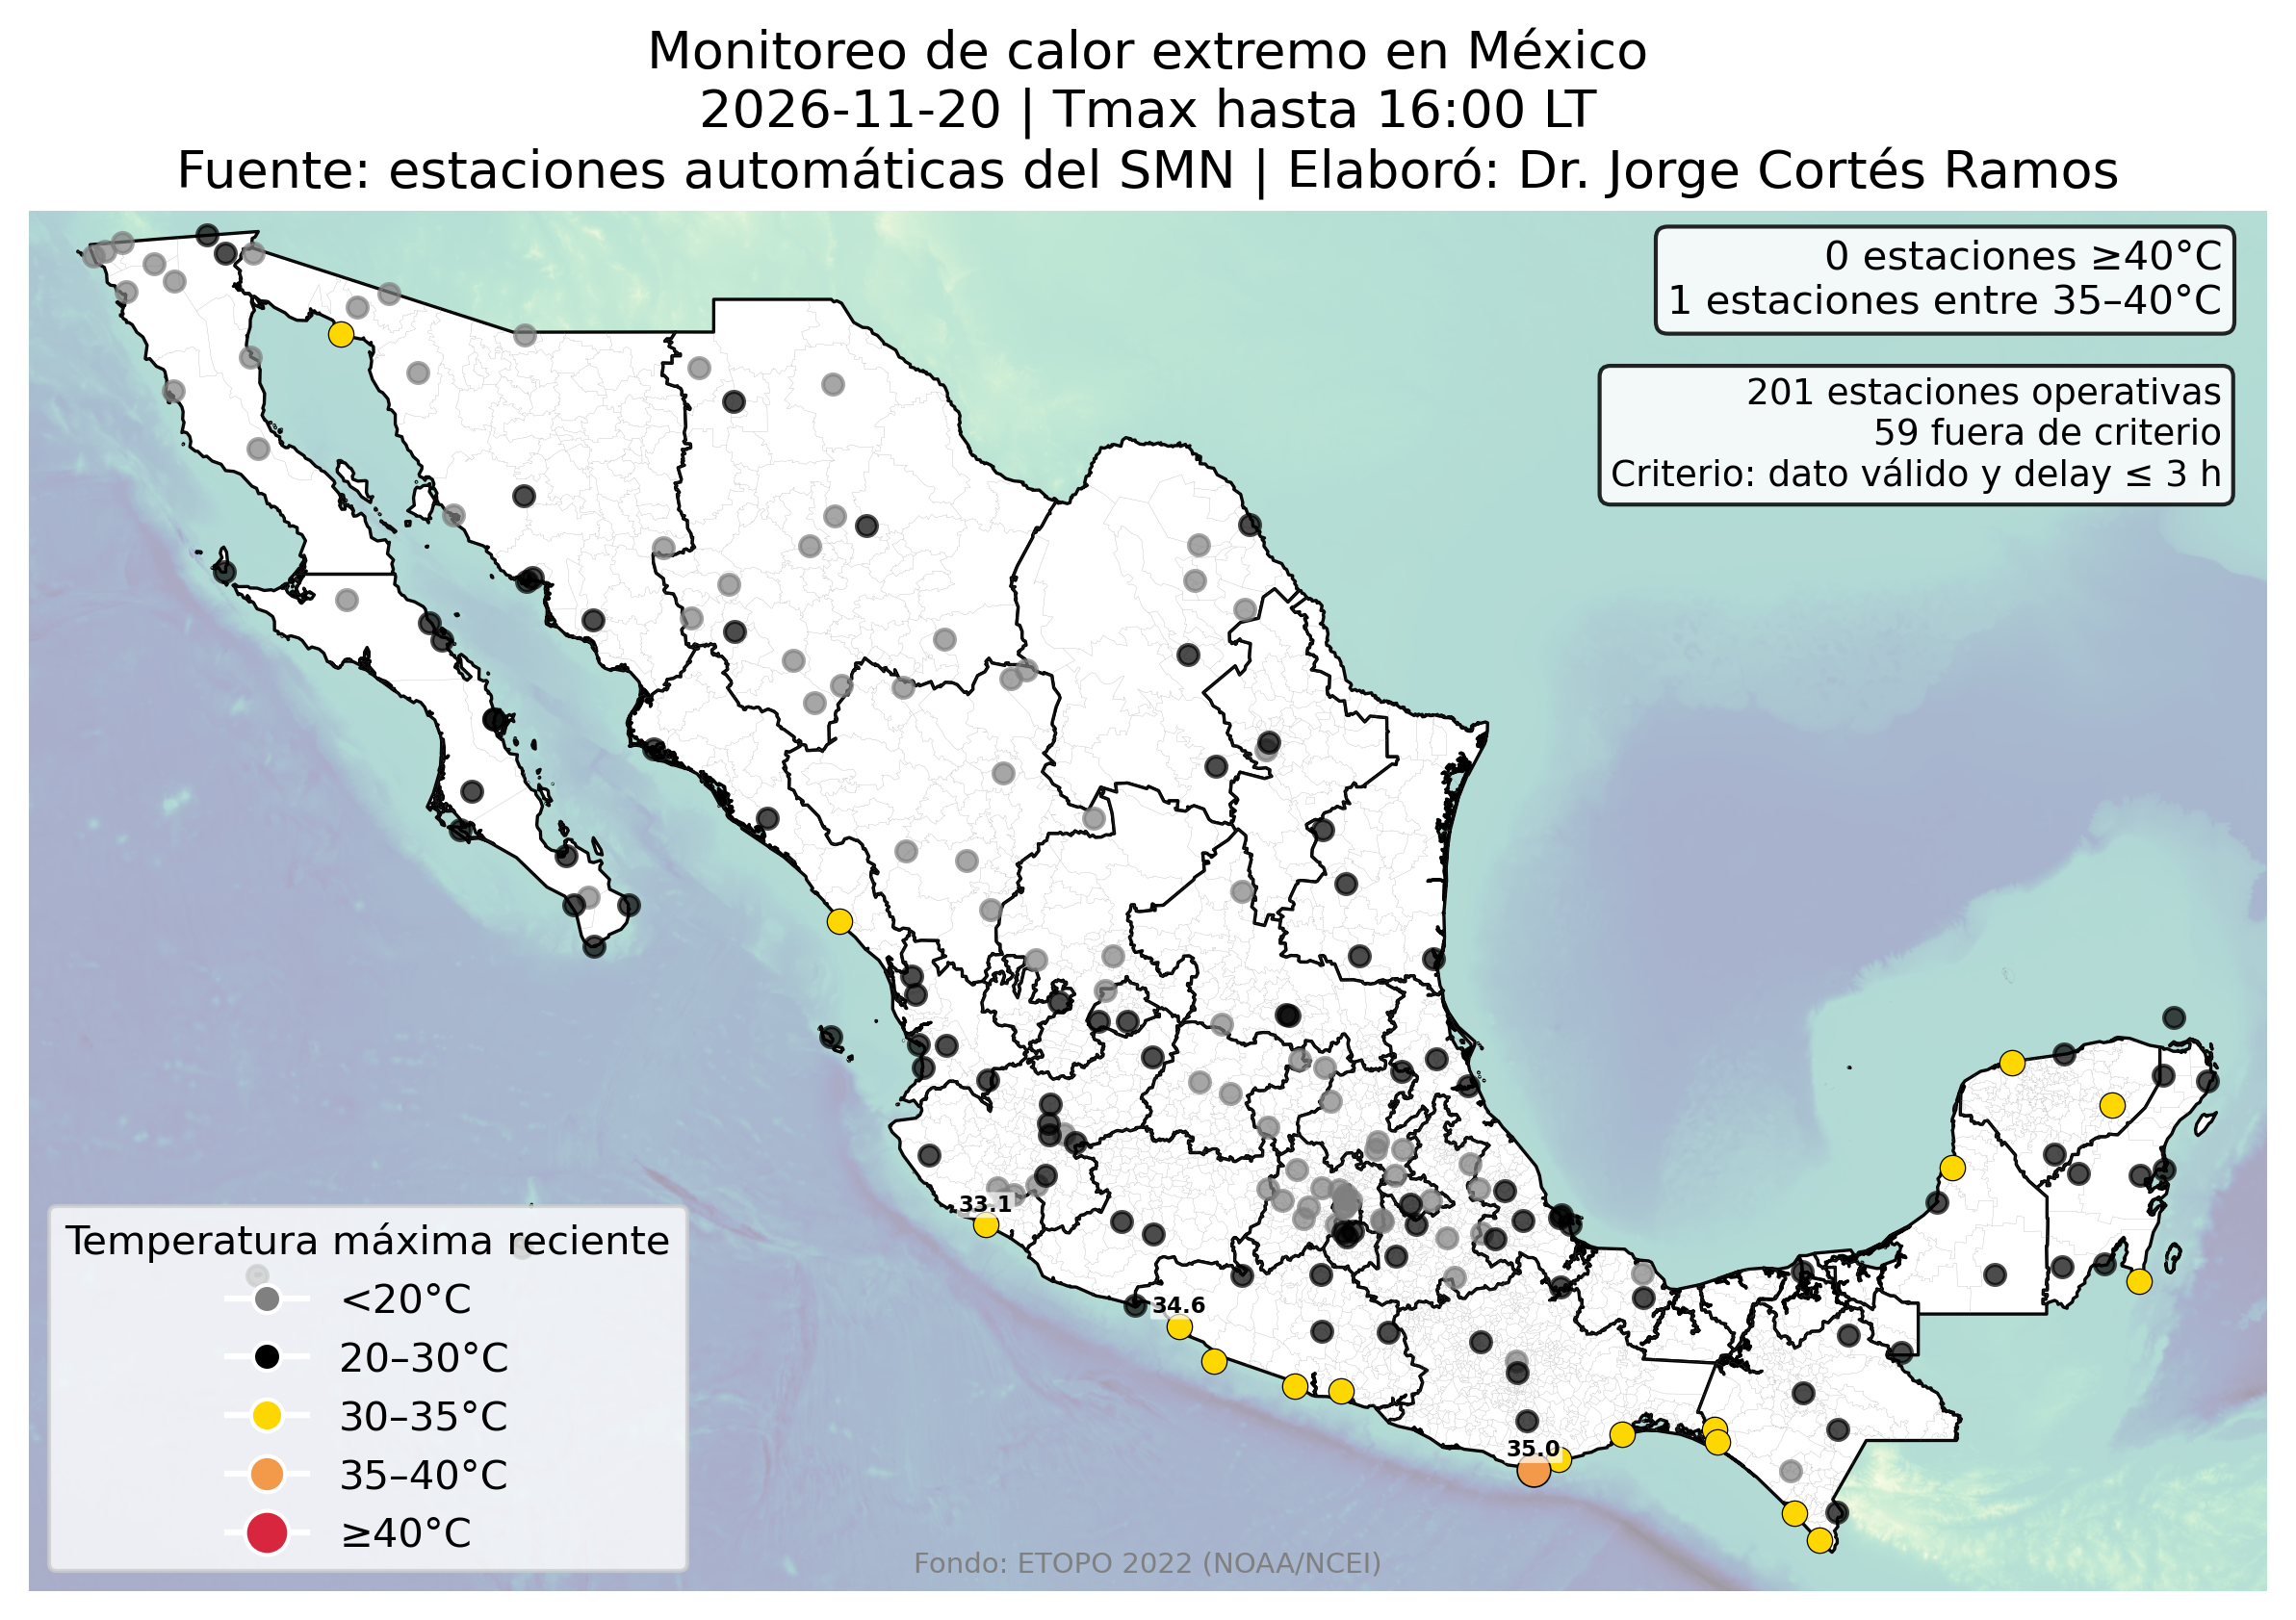 Monitoreo de calor extremo en México
2026-11-20 | Tmax hasta 16:00 LT
Fuente: estaciones automáticas del SMN | Elaboró: Dr. Jorge Cortés Ramos
0 estaciones ≥40°C
1 estaciones entre 35–40°C
201 estaciones operativas
59 fuera de criterio
Criterio: dato válido y delay ≤ 3 h
33.1
34.6
35.0
Temperatura máxima reciente
<20°C
20–30°C
30–35°C
35–40°C
≥40°C
Fondo: ETOPO 2022 (NOAA/NCEI)